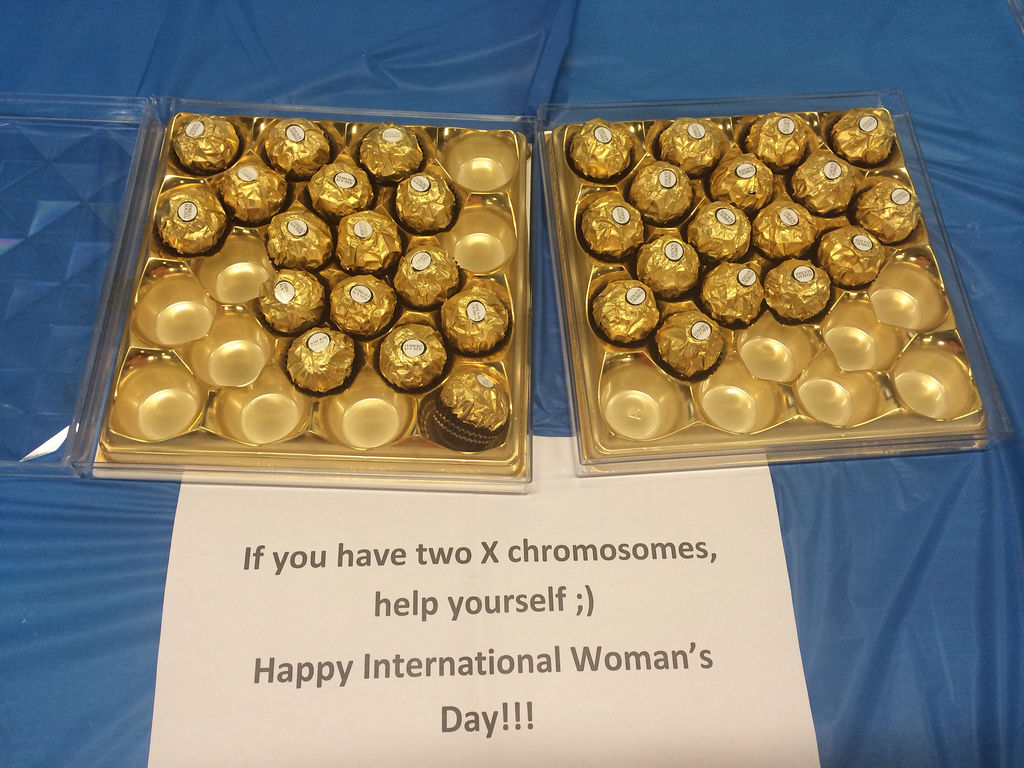 If you have two X chromosomes,
help yourself ;)
Happy International Woman's
Day!!!